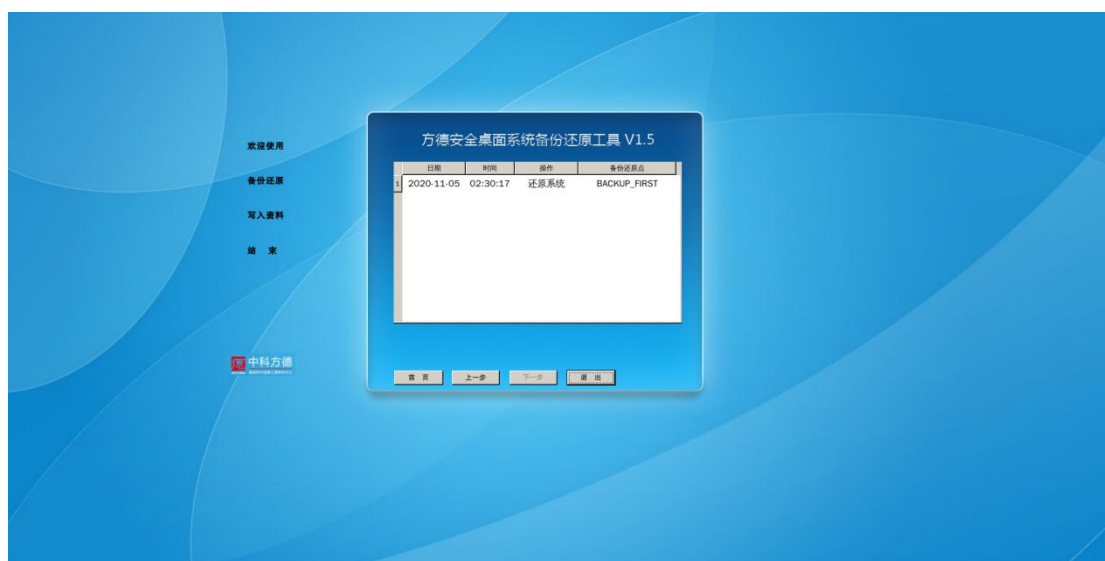 欢迎使用
备份还原
写入资料
结 束
中科方德
方德安全桌面系统备份还原工具 V1.5
日期 时间 操作 备份还原点
1 2020-11-05 02:30:17 还原系统 BACKUP_FIRST
首 页 上一步 下一步 退 出